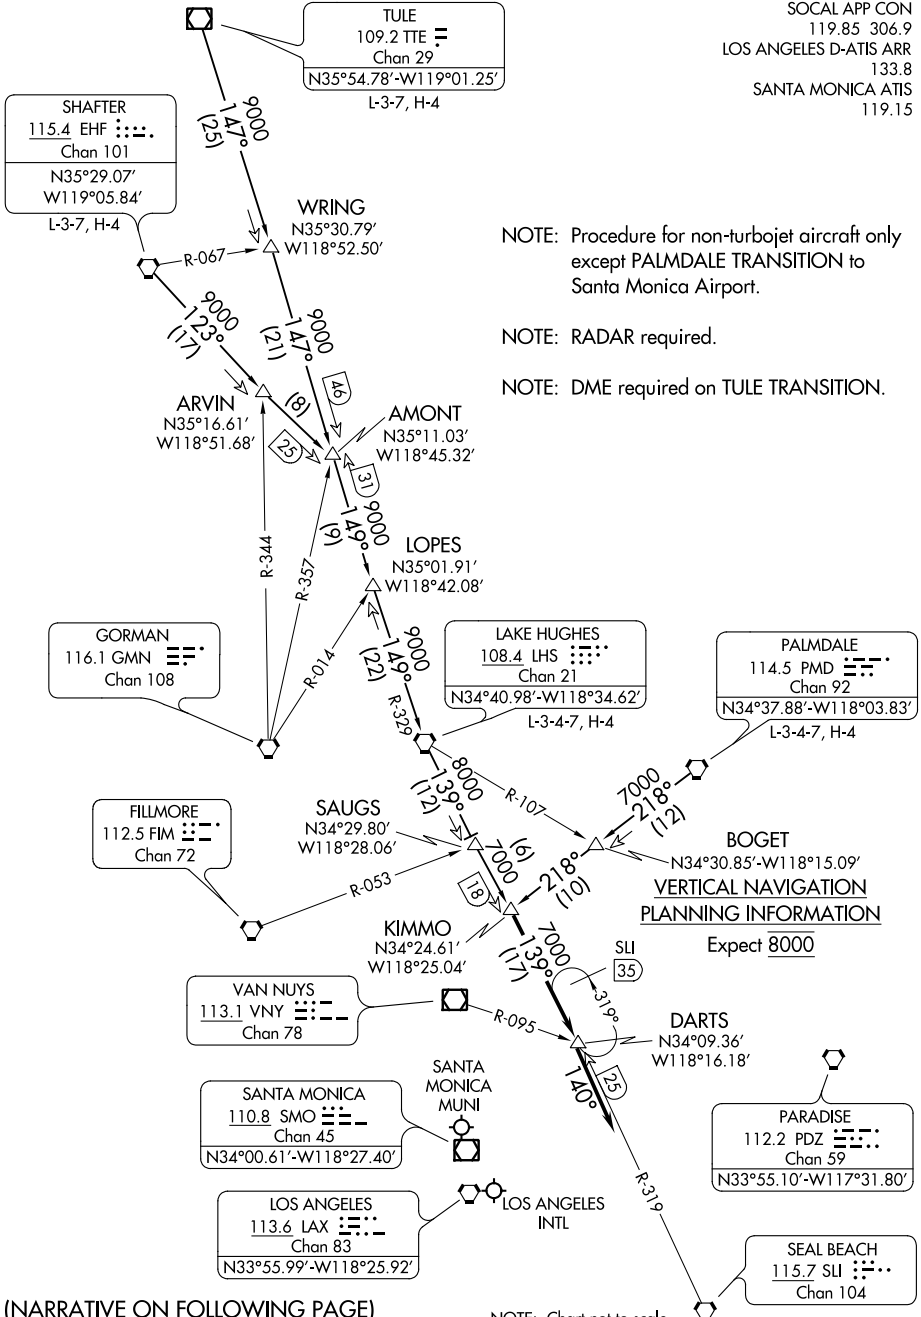 TULE
109.2 TTE
Chan 29
N35°54.78′-W119°01.25′
L-3-7, H-4
SOCAL APP CON
119.85 306.9
LOS ANGELES D-ATIS ARR
133.8
SANTA MONICA ATIS
119.15
SHAFTER
115.4 EHF
Chan 101
N35°29.07′
W119°05.84′
L-3-7, H-4
9000
147°
(25)
WRING
N35°30.79′
W118°52.50′
R-067
NOTE: Procedure for non-turbojet aircraft only
except PALMDALE TRANSITION to
Santa Monica Airport.
NOTE: RADAR required.
NOTE: DME required on TULE TRANSITION.
9000
123°
(17)
9000
147°
(21)
46
ARVIN
N35°16.61′
W118°51.68′
(8)
25
AMONT
N35°11.03′
W118°45.32′
31
9000
149°
(9)
R-344
R-357
LOPES
N35°01.91′
W118°42.08′
GORMAN
116.1 GMN
Chan 108
R-014
9000
149°
(22)
R-329
LAKE HUGHES
108.4 LHS
Chan 21
N34°40.98′-W118°34.62′
L-3-4-7, H-4
PALMDALE
114.5 PMD
Chan 92
N34°37.88′-W118°03.83′
L-3-4-7, H-4
8000
139°
(12)
R-107
7000
218°
(12)
FILLMORE
112.5 FIM
Chan 72
SAUGS
N34°29.80′
W118°28.06′
R-053
(6)
7000
18
218°
(10)
BOGET
N34°30.85′-W118°15.09′
VERTICAL NAVIGATION
PLANNING INFORMATION
Expect 8000
KIMMO
N34°24.61′
W118°25.04′
7000
139°
(17)
SLI
35
319°
VAN NUYS
113.1 VNY
Chan 78
R-095
DARTS
N34°09.36′
W118°16.18′
25
140°
SANTA
MONICA
MUNI
SANTA MONICA
110.8 SMO
Chan 45
N34°00.61′-W118°27.40′
PARADISE
112.2 PDZ
Chan 59
N33°55.10′-W117°31.80′
R-319
LOS ANGELES
113.6 LAX
Chan 83
N33°55.99′-W118°25.92′
LOS ANGELES
INTL
SEAL BEACH
115.7 SLI
Chan 104
(NARRATIVE ON FOLLOWING PAGE)
NOTE: Chart not to scale